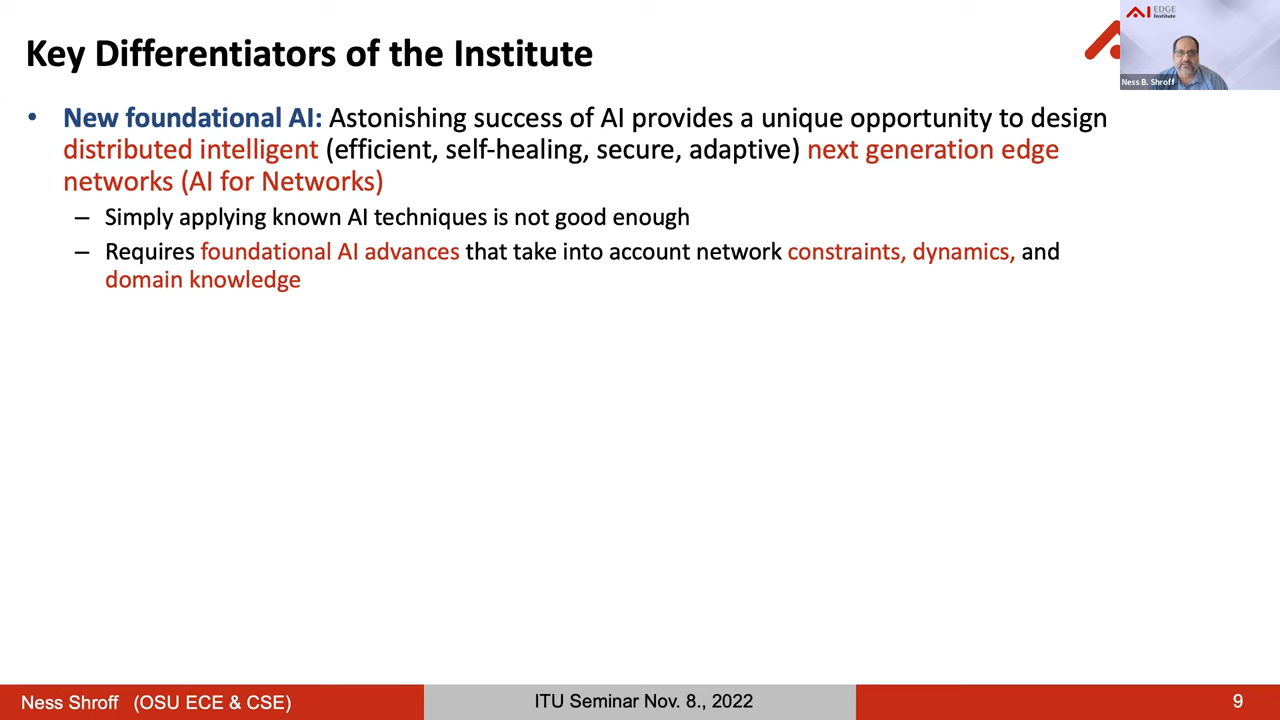 Key Differentiators of the Institute
AI EDGE
Institute
Ness B. Shroff
• New foundational AI: Astonishing success of AI provides a unique opportunity to design
distributed intelligent (efficient, self-healing, secure, adaptive) next generation edge
networks (AI for Networks)
– Simply applying known AI techniques is not good enough
– Requires foundational AI advances that take into account network constraints, dynamics, and
domain knowledge
Ness Shroff (OSU ECE & CSE)
ITU Seminar Nov. 8., 2022
9